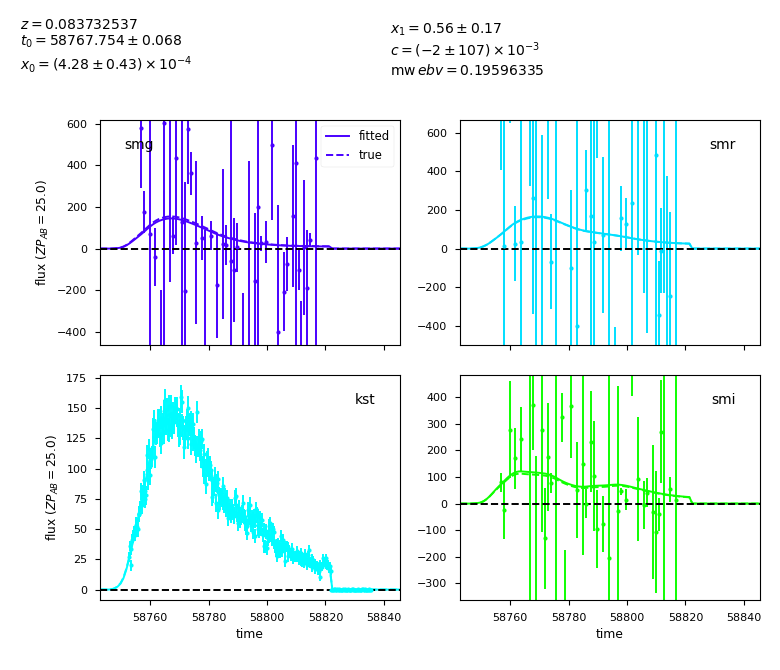 z = 0.083732537
t₀ = 58767.754 ± 0.068
x₀ = (4.28 ± 0.43) × 10⁻⁴
x₁ = 0.56 ± 0.17
c = (−2 ± 107) × 10⁻³
mw ebv = 0.19596335
600
400
200
0
−200
−400
flux (ZP_AB = 25.0)
smg
fitted
true
600
400
200
0
−200
−400
smr
175
150
125
100
75
50
25
0
flux (ZP_AB = 25.0)
kst
58760 58780 58800 58820 58840
time
400
300
200
100
0
−100
−200
−300
smi
58760 58780 58800 58820 58840
time